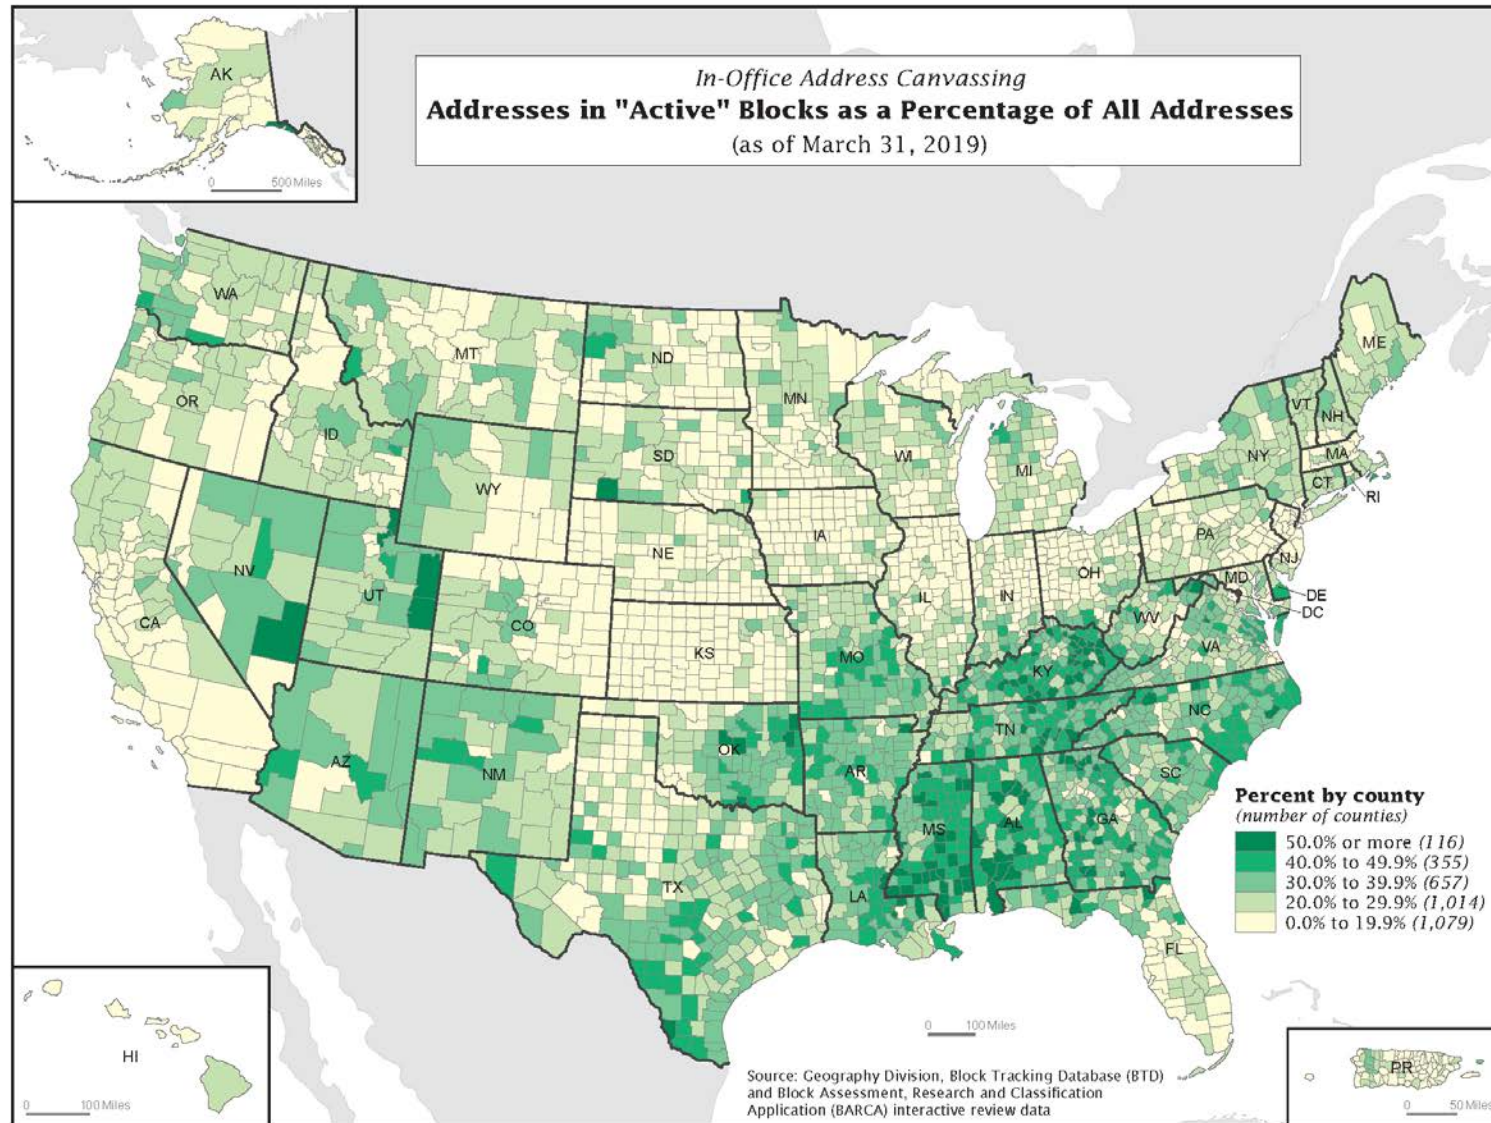 In-Office Address Canvassing
Addresses in "Active" Blocks as a Percentage of All Addresses
(as of March 31, 2019)
AK
0 500 Miles
WA
MT
ND
MN
ME
OR
ID
WY
SD
WI
MI
NY
VT
NH
MA
CT
RI
NV
UT
CO
NE
IA
IL
IN
OH
PA
NJ
MD
DE
DC
CA
KS
MO
KY
WV
VA
AZ
NM
OK
AR
TN
NC
SC
TX
LA
MS
AL
GA
FL
Percent by county
(number of counties)
50.0% or more (116)
40.0% to 49.9% (355)
30.0% to 39.9% (657)
20.0% to 29.9% (1,014)
0.0% to 19.9% (1,079)
HI
0 100 Miles
0 100 Miles
PR
0 50 Miles
Source: Geography Division, Block Tracking Database (BTD)
and Block Assessment, Research and Classification
Application (BARCA) interactive review data